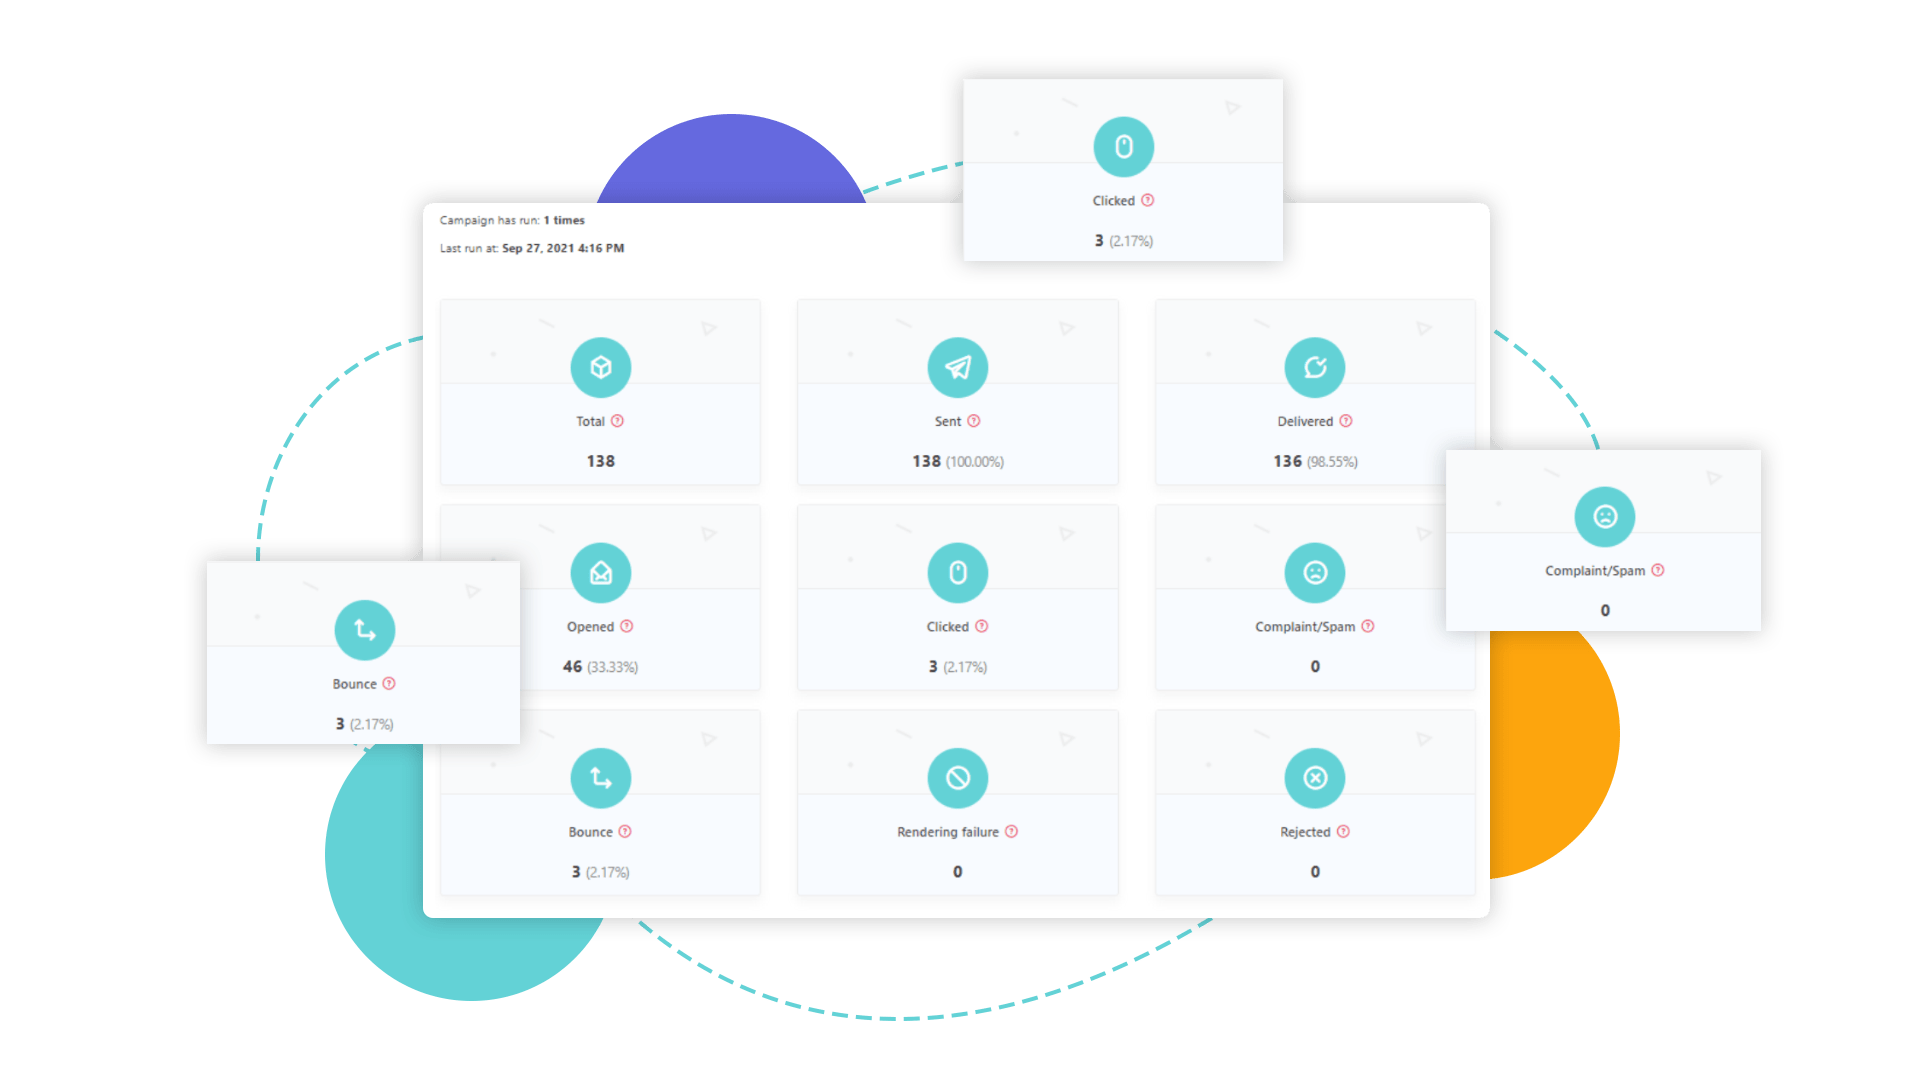 Clicked
3 (2.17%)
Campaign has run: 1 times
Last run at: Sep 27, 2021 4:16 PM
Total
138
Sent
138 (100.00%)
Delivered
136 (98.55%)
Opened
46 (33.33%)
Clicked
3 (2.17%)
Complaint/Spam
0
Complaint/Spam
0
Bounce
3 (2.17%)
Bounce
3 (2.17%)
Rendering failure
0
Rejected
0